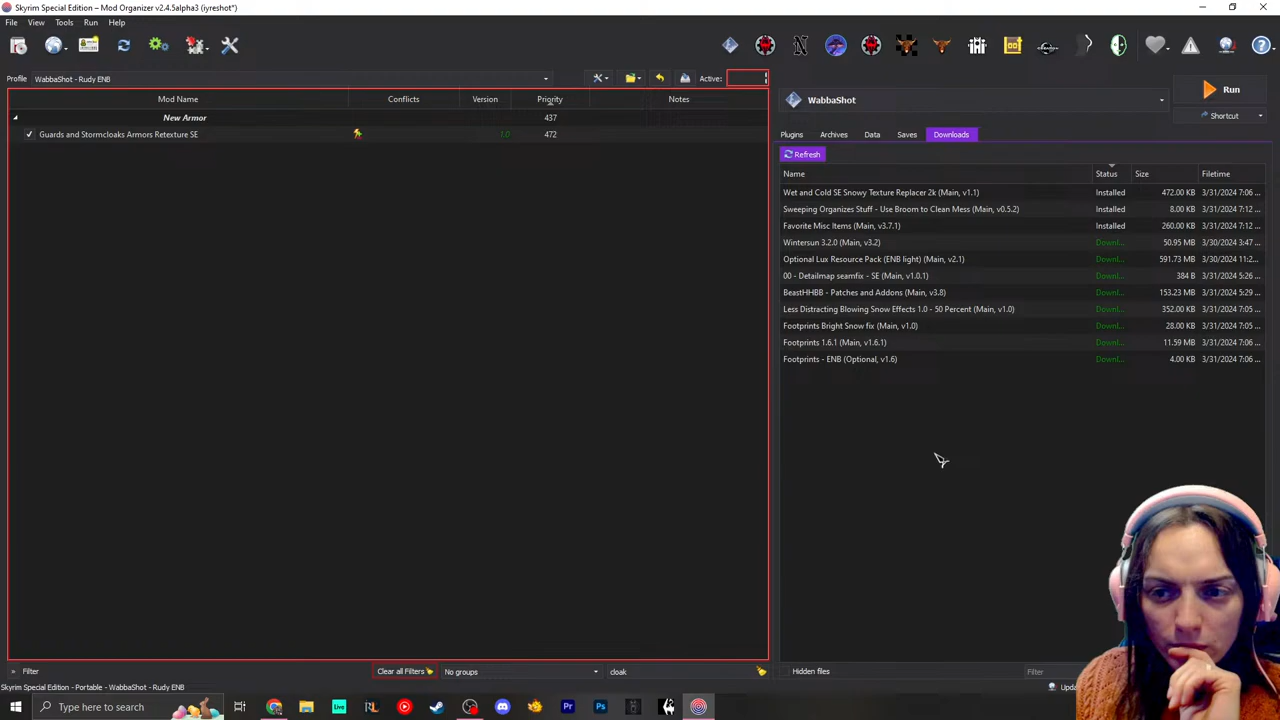 Skyrim Special Edition – Mod Organizer v2.4.5alpha3 (iyreshot*)
File View Tools Run Help
Profile WabbaShot - Rudy ENB Active:
Mod Name Conflicts Version Priority Notes
New Armor 437
Guards and Stormcloaks Armors Retexture SE 1.0 472
Filter Clear all Filters No groups cloak
Skyrim Special Edition - Portable - WabbaShot - Rudy ENB
WabbaShot
Run
Shortcut
Plugins Archives Data Saves Downloads
Refresh
Name Status Size Filetime
Wet and Cold SE Snowy Texture Replacer 2k (Main, v1.1) Installed 472.00 KB 3/31/2024 7:06 ...
Sweeping Organizes Stuff - Use Broom to Clean Mess (Main, v0.5.2) Installed 8.00 KB 3/31/2024 7:12 ...
Favorite Misc Items (Main, v3.7.1) Installed 260.00 KB 3/31/2024 7:12 ...
Wintersun 3.2.0 (Main, v3.2) Downl... 50.95 MB 3/30/2024 3:47 ...
Optional Lux Resource Pack (ENB light) (Main, v2.1) Downl... 591.73 MB 3/30/2024 11:2...
00 - Detailmap seamfix - SE (Main, v1.0.1) Downl... 384 B 3/31/2024 5:26 ...
BeastHHBB - Patches and Addons (Main, v3.8) Downl... 153.23 MB 3/31/2024 5:29 ...
Less Distracting Blowing Snow Effects 1.0 - 50 Percent (Main, v1.0) Downl... 352.00 KB 3/31/2024 7:05 ...
Footprints Bright Snow fix (Main, v1.0) Downl... 28.00 KB 3/31/2024 7:06 ...
Footprints 1.6.1 (Main, v1.6.1) Downl... 11.59 MB 3/31/2024 7:06 ...
Footprints - ENB (Optional, v1.6) Downl... 4.00 KB 3/31/2024 7:06 ...
Hidden files Filter
Upda
Type here to search